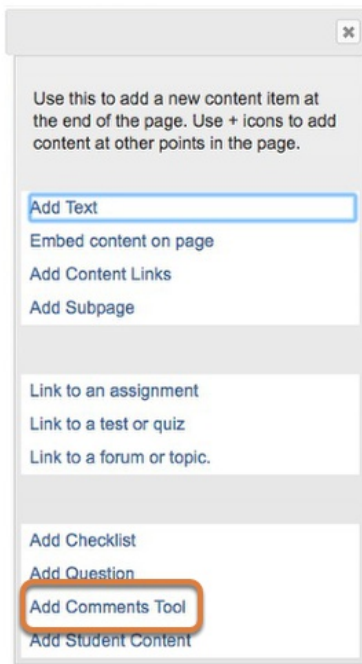 Use this to add a new content item at
the end of the page. Use + icons to add
content at other points in the page.
Add Text
Embed content on page
Add Content Links
Add Subpage
Link to an assignment
Link to a test or quiz
Link to a forum or topic.
Add Checklist
Add Question
Add Comments Tool
Add Student Content